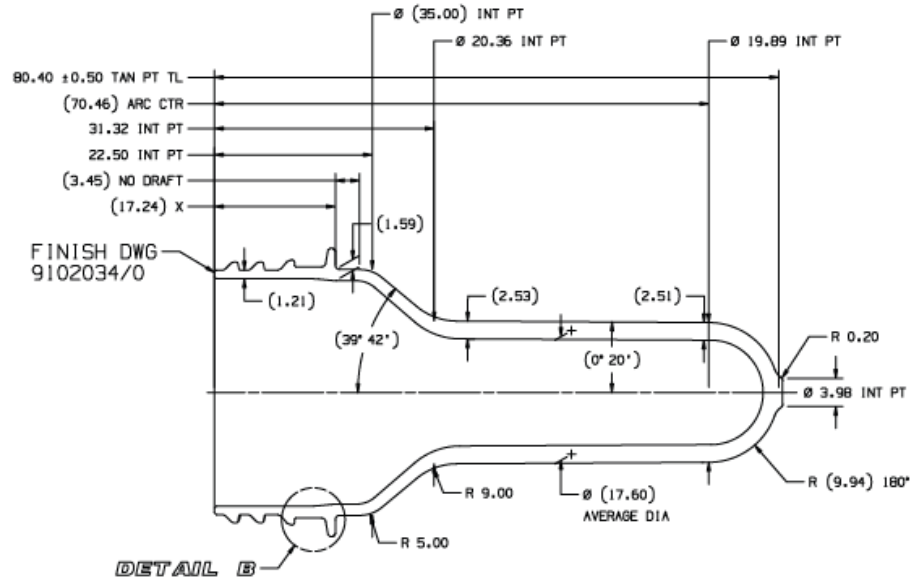 Ø (35.00) INT PT
Ø 20.36 INT PT
Ø 19.89 INT PT
80.40 ±0.50 TAN PT TL
(70.46) ARC CTR
31.32 INT PT
22.50 INT PT
(3.45) NO DRAFT
(17.24) X
(1.59)
FINISH DWG
9102034/0
(1.21)
(2.53)
(2.51)
(39° 42')
(0° 20')
R 0.20
Ø 3.98 INT PT
R 9.00
Ø (17.60)
AVERAGE DIA
R (9.94) 180°
R 5.00
DETAIL B